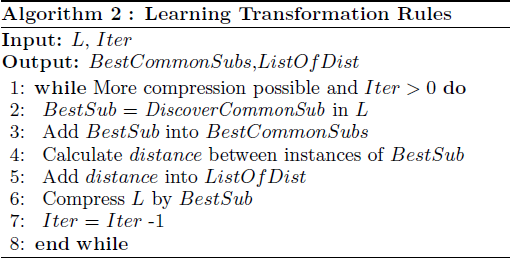 Algorithm 2 : Learning Transformation Rules
Input: L, Iter
Output: BestCommonSubs,ListOfDist
1: while More compression possible and Iter > 0 do
2: BestSub = DiscoverCommonSub in L
3: Add BestSub into BestCommonSubs
4: Calculate distance between instances of BestSub
5: Add distance into ListOfDist
6: Compress L by BestSub
7: Iter = Iter -1
8: end while